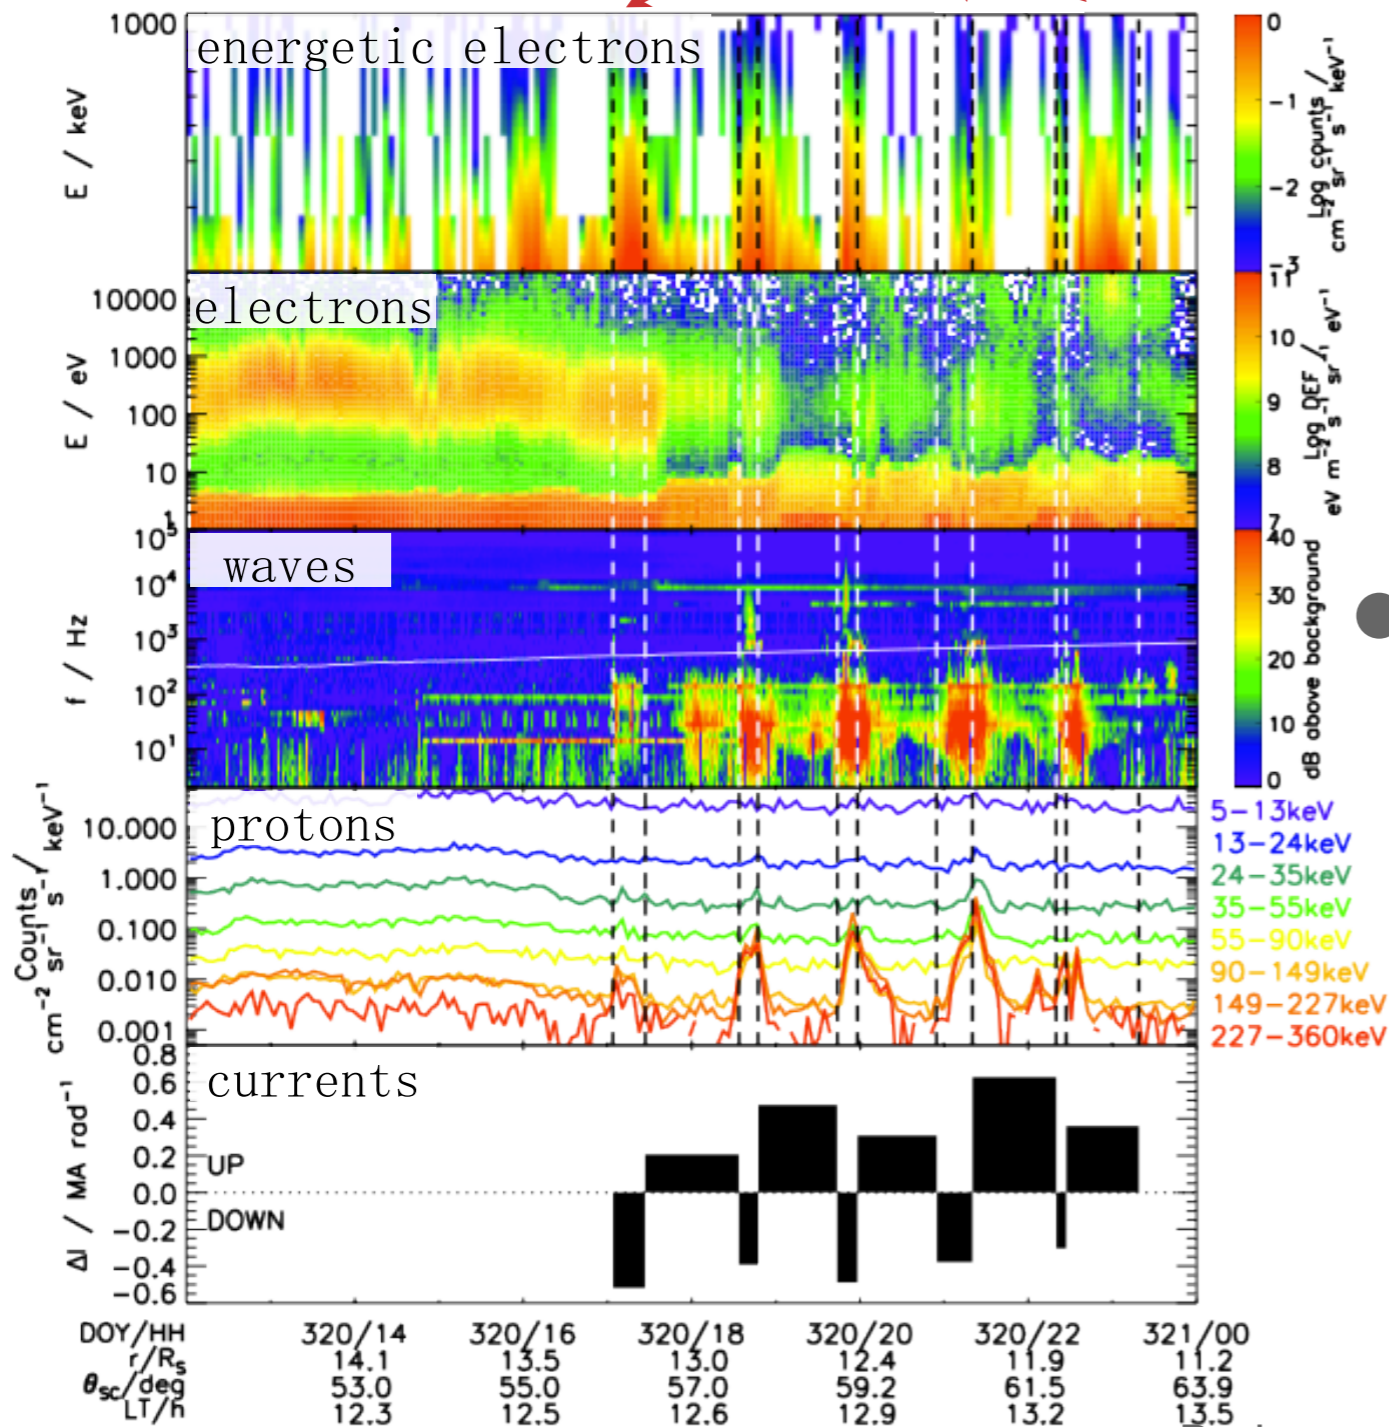 1000
energetic electrons
E / keV
0
-1
-2
-3
Log counts /
cm⁻² sr⁻¹ s⁻¹ keV⁻¹
10000
electrons
1000
100
10
1
E / eV
11
10
9
8
7
Log DEF
eV m⁻² s⁻¹ sr⁻¹ eV⁻¹
10⁵
waves
10⁴
10³
10²
10¹
f / Hz
40
30
20
10
0
dB above background
10.000
protons
1.000
0.100
0.010
0.001
Counts /
cm⁻² sr⁻¹ s⁻¹ keV⁻¹
5-13keV
13-24keV
24-35keV
35-55keV
55-90keV
90-149keV
149-227keV
227-360keV
0.8
currents
0.6
0.4
0.2
UP
0.0
DOWN
-0.2
-0.4
-0.6
ΔI / MA rad⁻¹
DOY/HH 320/14 320/16 320/18 320/20 320/22 321/00
r/Rs 14.1 13.5 13.0 12.4 11.9 11.2
θsc/deg 53.0 55.0 57.0 59.2 61.5 63.9
LT/h 12.3 12.5 12.6 12.9 13.2 13.5